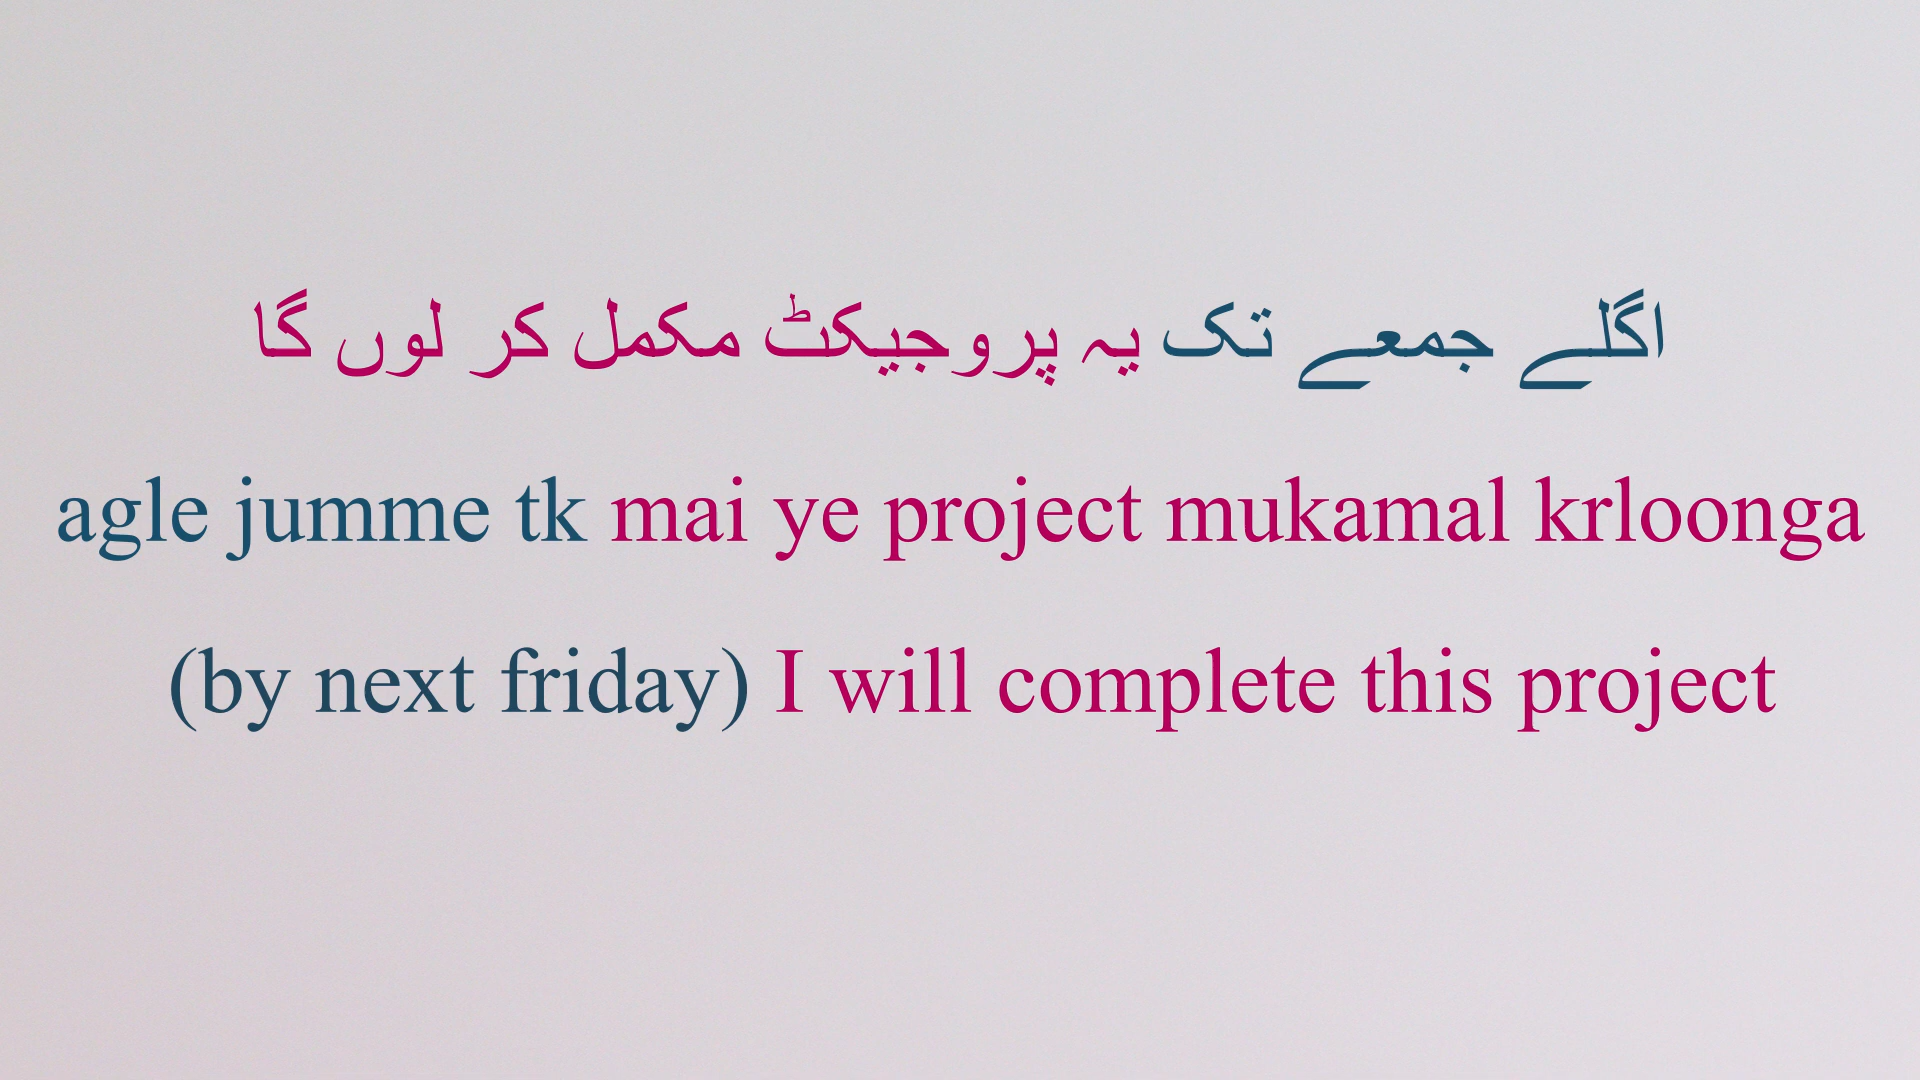 اگلے جمعے تک یہ پروجیکٹ مکمل کر لوں گا
agle jumme tk mai ye project mukamal krloonga
(by next friday) I will complete this project